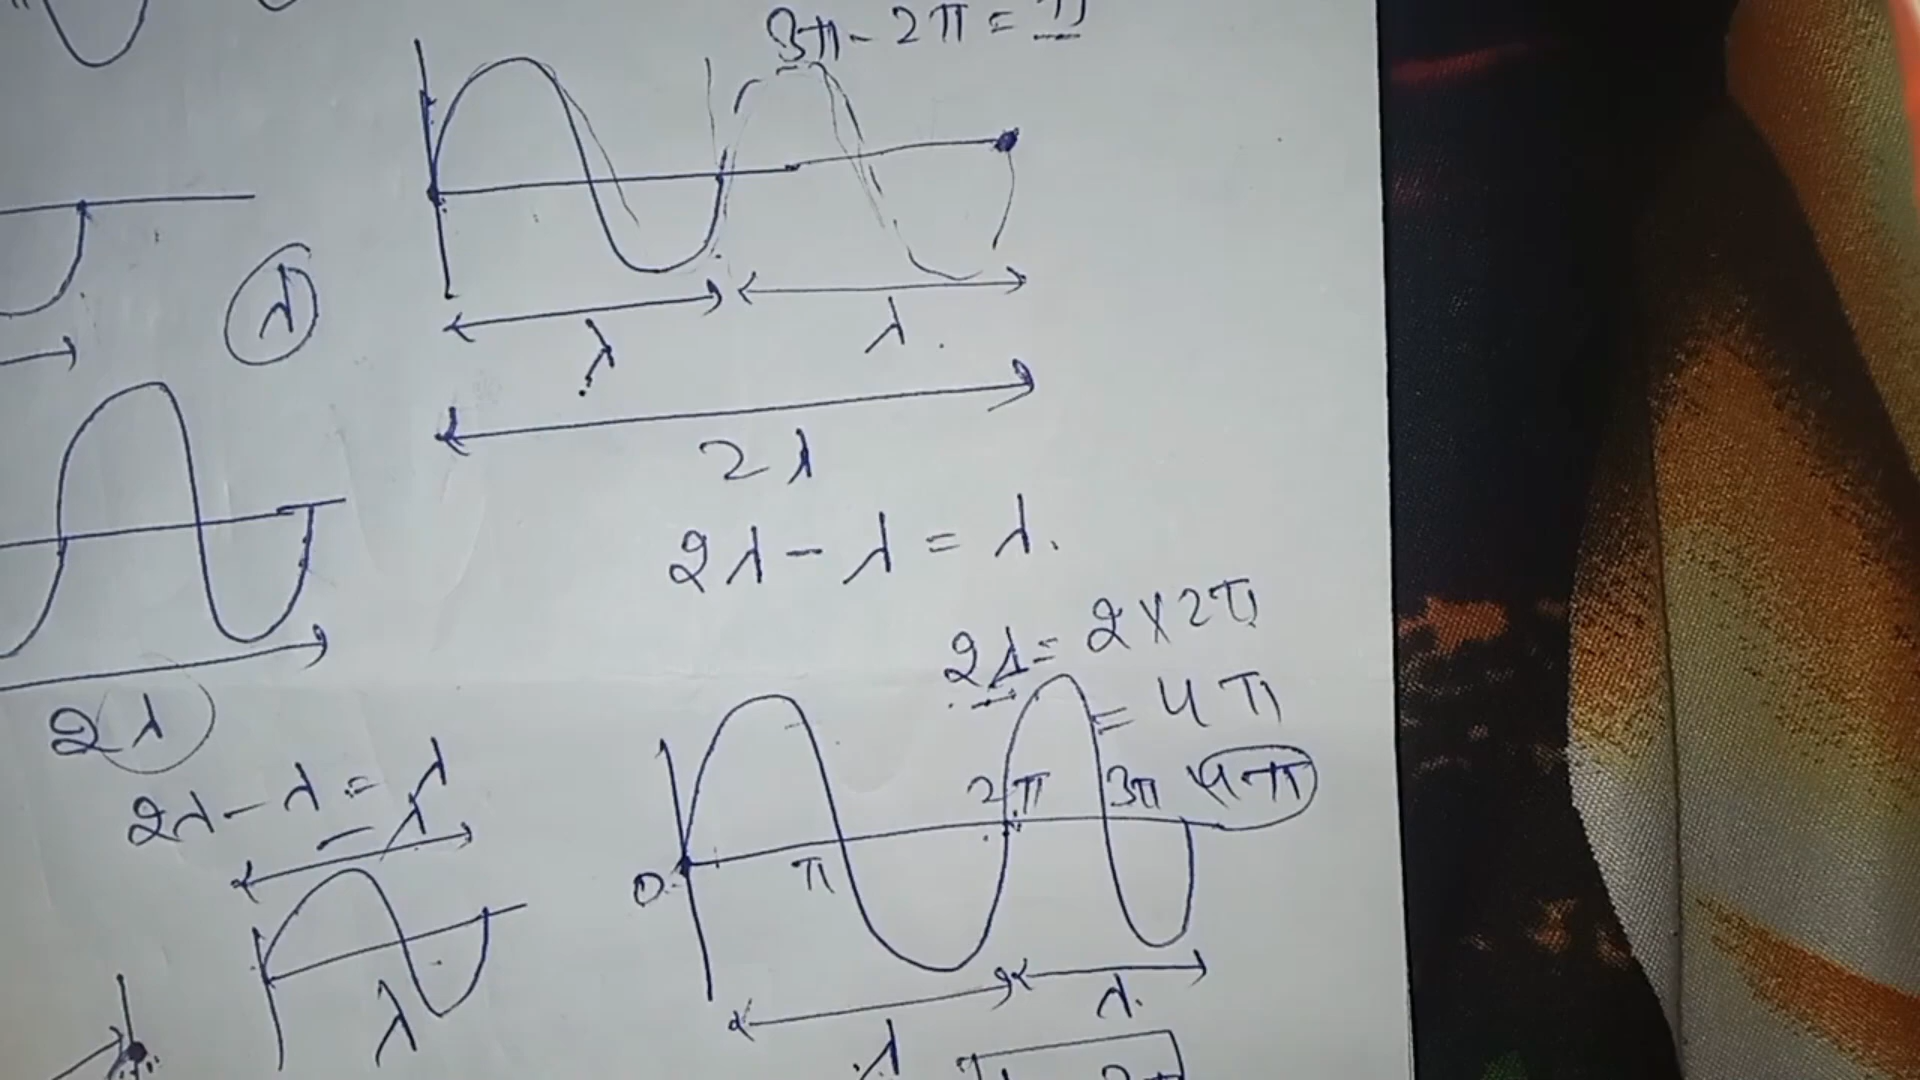 3π - 2π = π
λ
λ
λ.
2λ
2λ - λ = λ.
2λ = 2 × 2π
= 4π
2λ
2λ - λ = λ
λ
2π
3π
4π
0
π
λ
λ.
λ